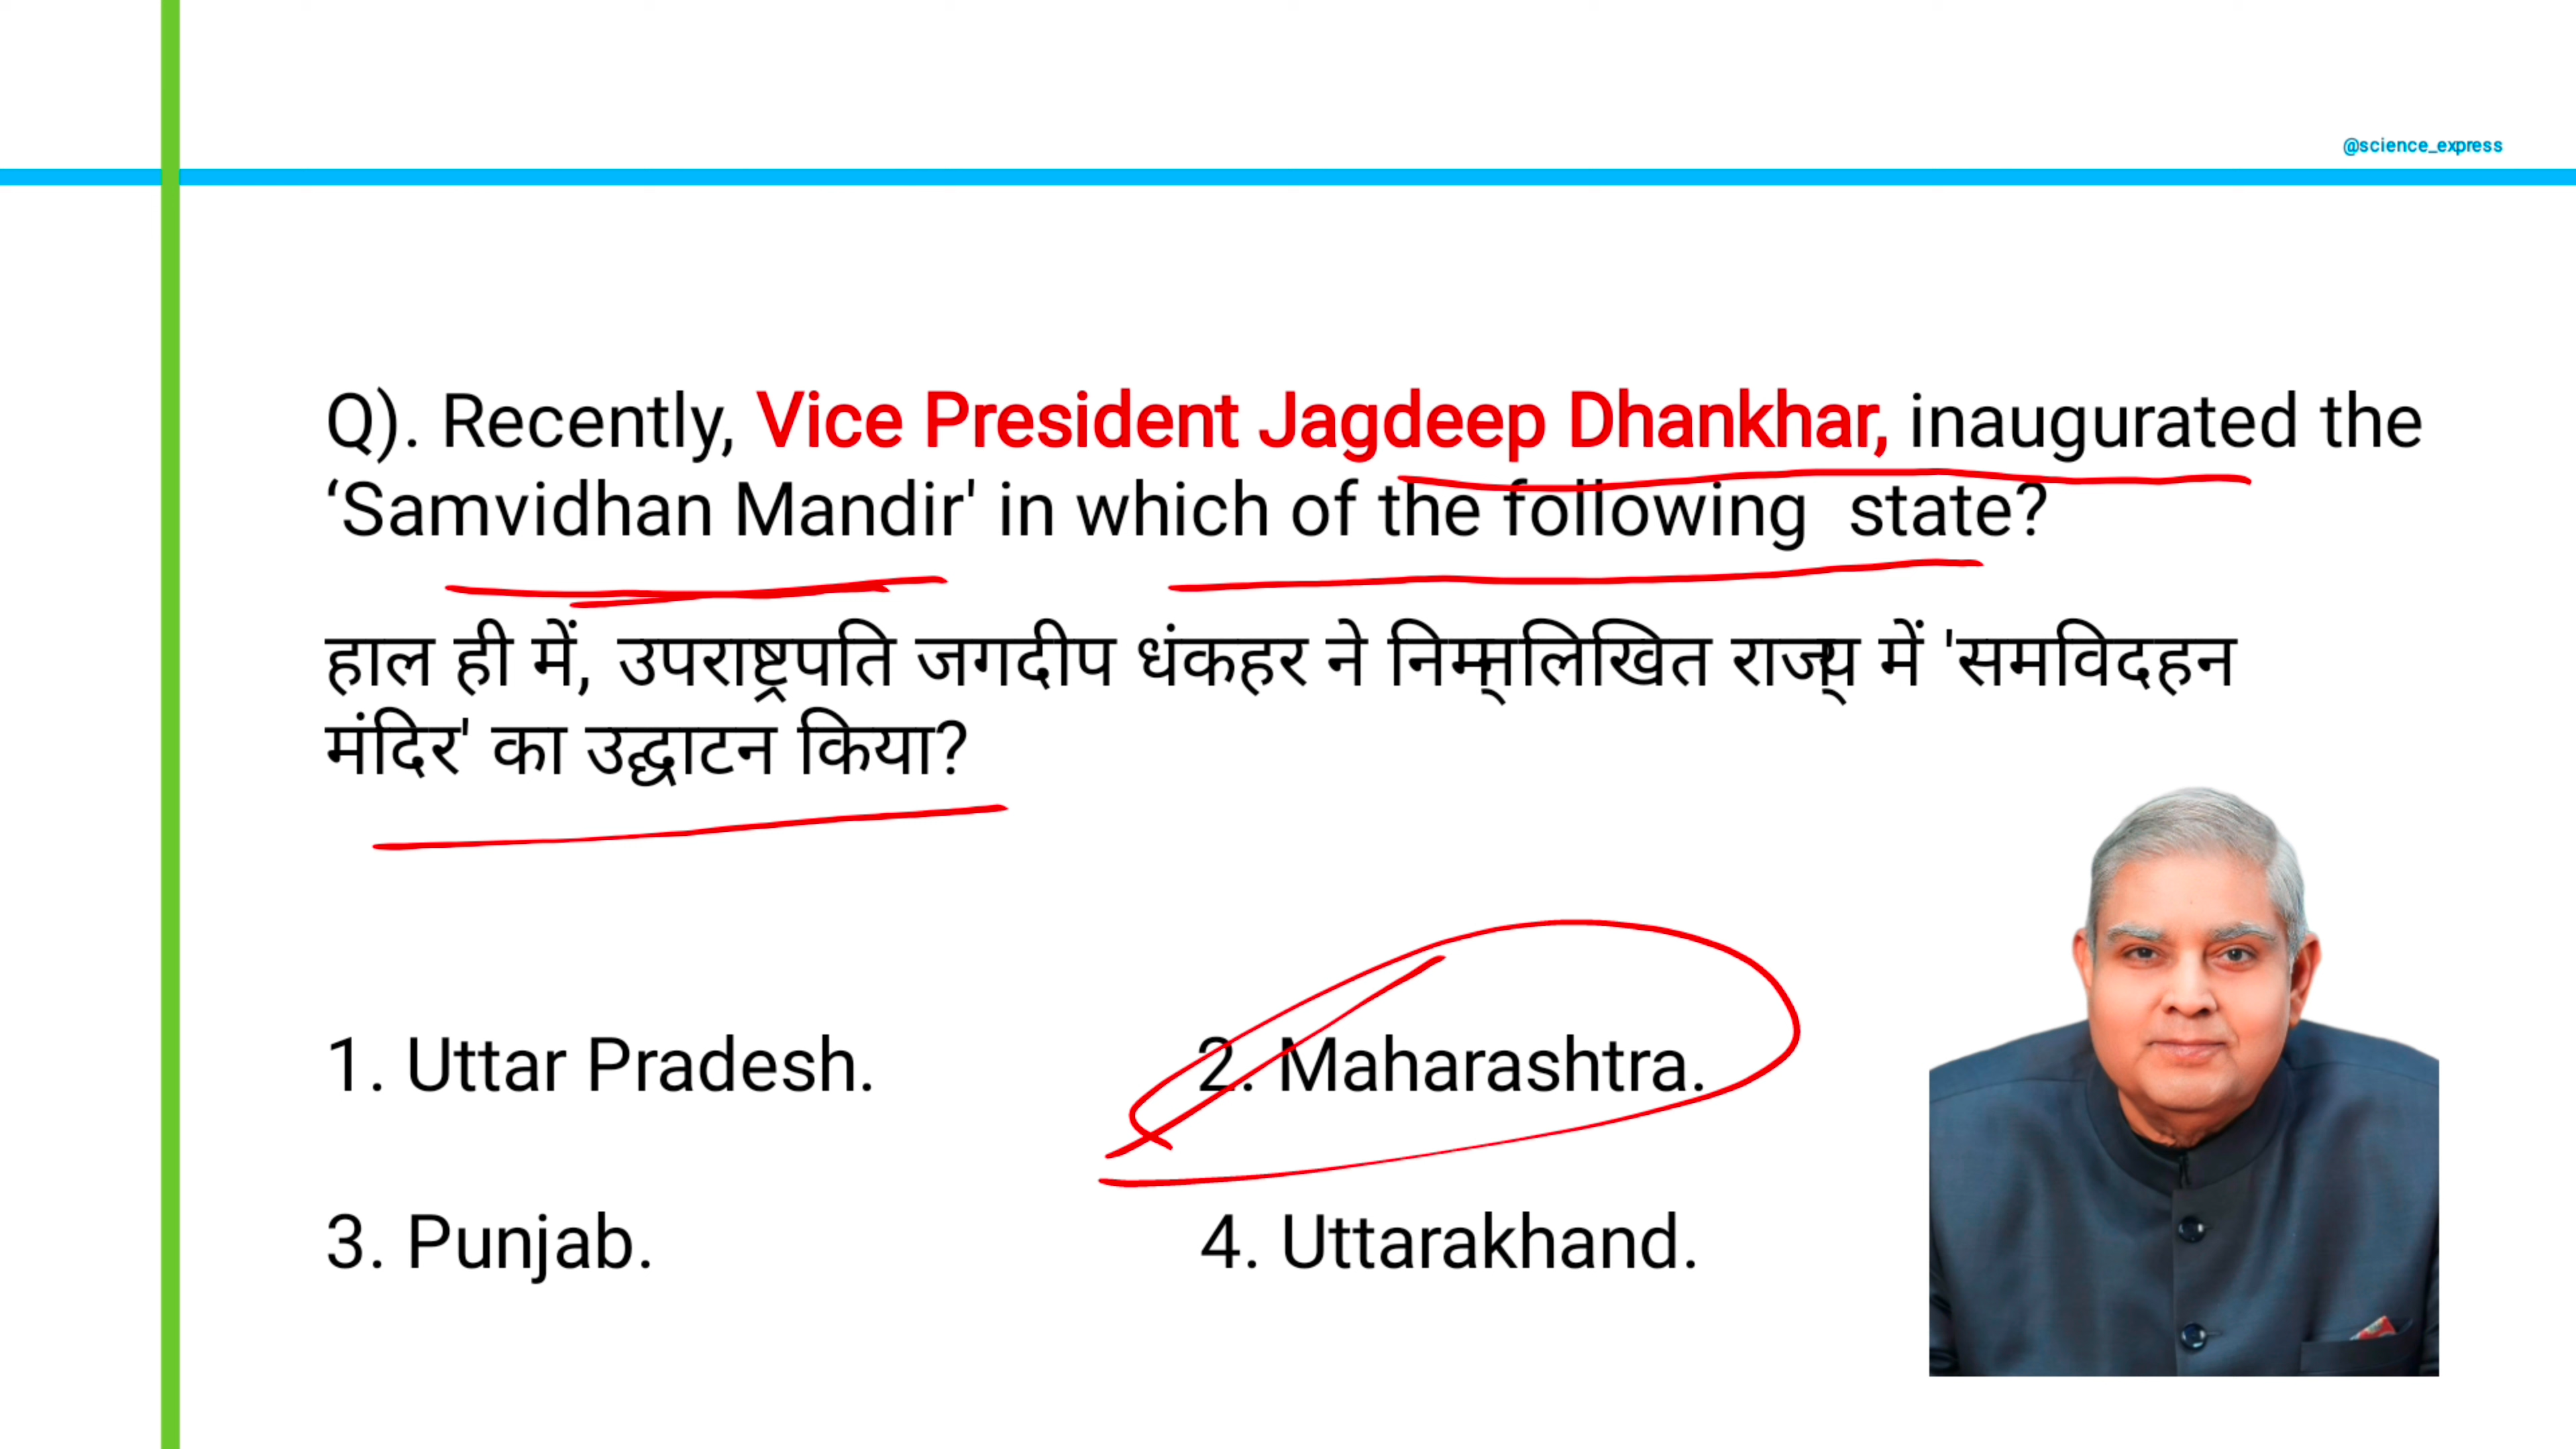 @science_express
Q). Recently, Vice President Jagdeep Dhankhar, inaugurated the
‘Samvidhan Mandir' in which of the following  state?
हाल ही में, उपराष्ट्रपति जगदीप धंकहर ने निम्नलिखित राज्य में 'समविदहन
मंदिर' का उद्घाटन किया?
1. Uttar Pradesh.
2. Maharashtra.
3. Punjab.
4. Uttarakhand.